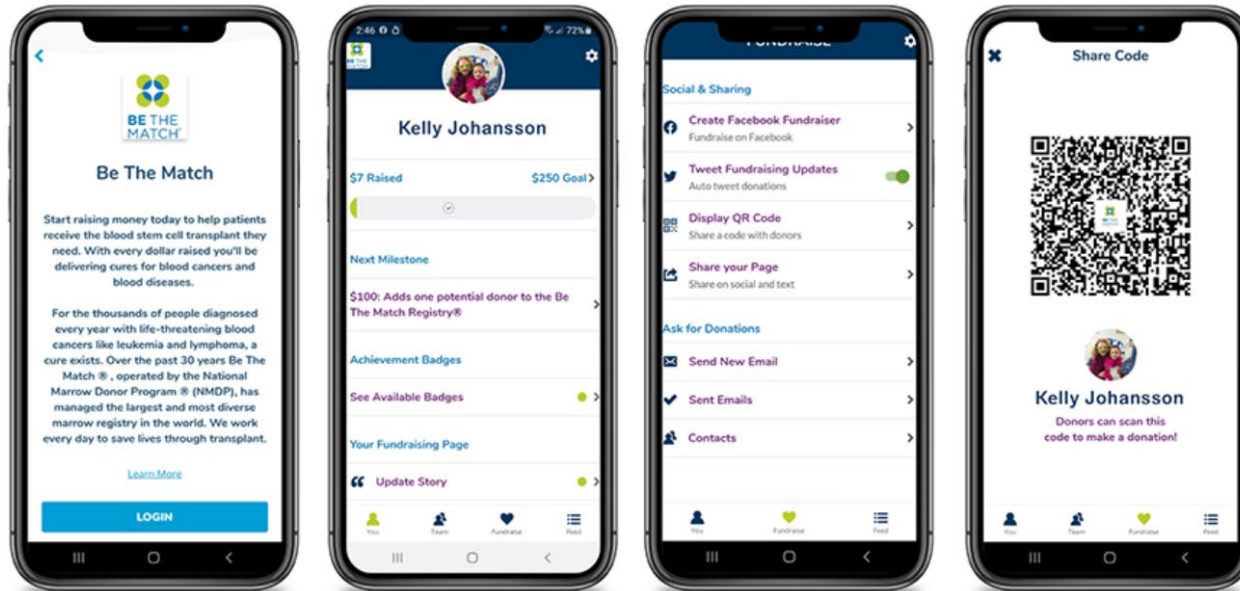 BE THE
MATCH®
Be The Match
Start raising money today to help patients
receive the blood stem cell transplant they
need. With every dollar raised you'll be
delivering cures for blood cancers and
blood diseases.
For the thousands of people diagnosed
every year with life-threatening blood
cancers like leukemia and lymphoma, a
cure exists. Over the past 30 years Be The
Match ® , operated by the National
Marrow Donor Program ® (NMDP), has
managed the largest and most diverse
marrow registry in the world. We work
every day to save lives through transplant.
Learn More
LOGIN
2:46
72%
BE THE
MATCH
Kelly Johansson
$7 Raised
$250 Goal
Next Milestone
$100: Adds one potential donor to the Be
The Match Registry®
Achievement Badges
See Available Badges
Your Fundraising Page
Update Story
You Team Fundraise Feed
FUNDRAISE
Social & Sharing
Create Facebook Fundraiser
Fundraise on Facebook
Tweet Fundraising Updates
Auto tweet donations
Display QR Code
Share a code with donors
Share your Page
Share on social and text
Ask for Donations
Send New Email
Sent Emails
Contacts
You Fundraise Feed
Share Code
BE THE
MATCH
Kelly Johansson
Donors can scan this
code to make a donation!
You Team Fundraise Feed